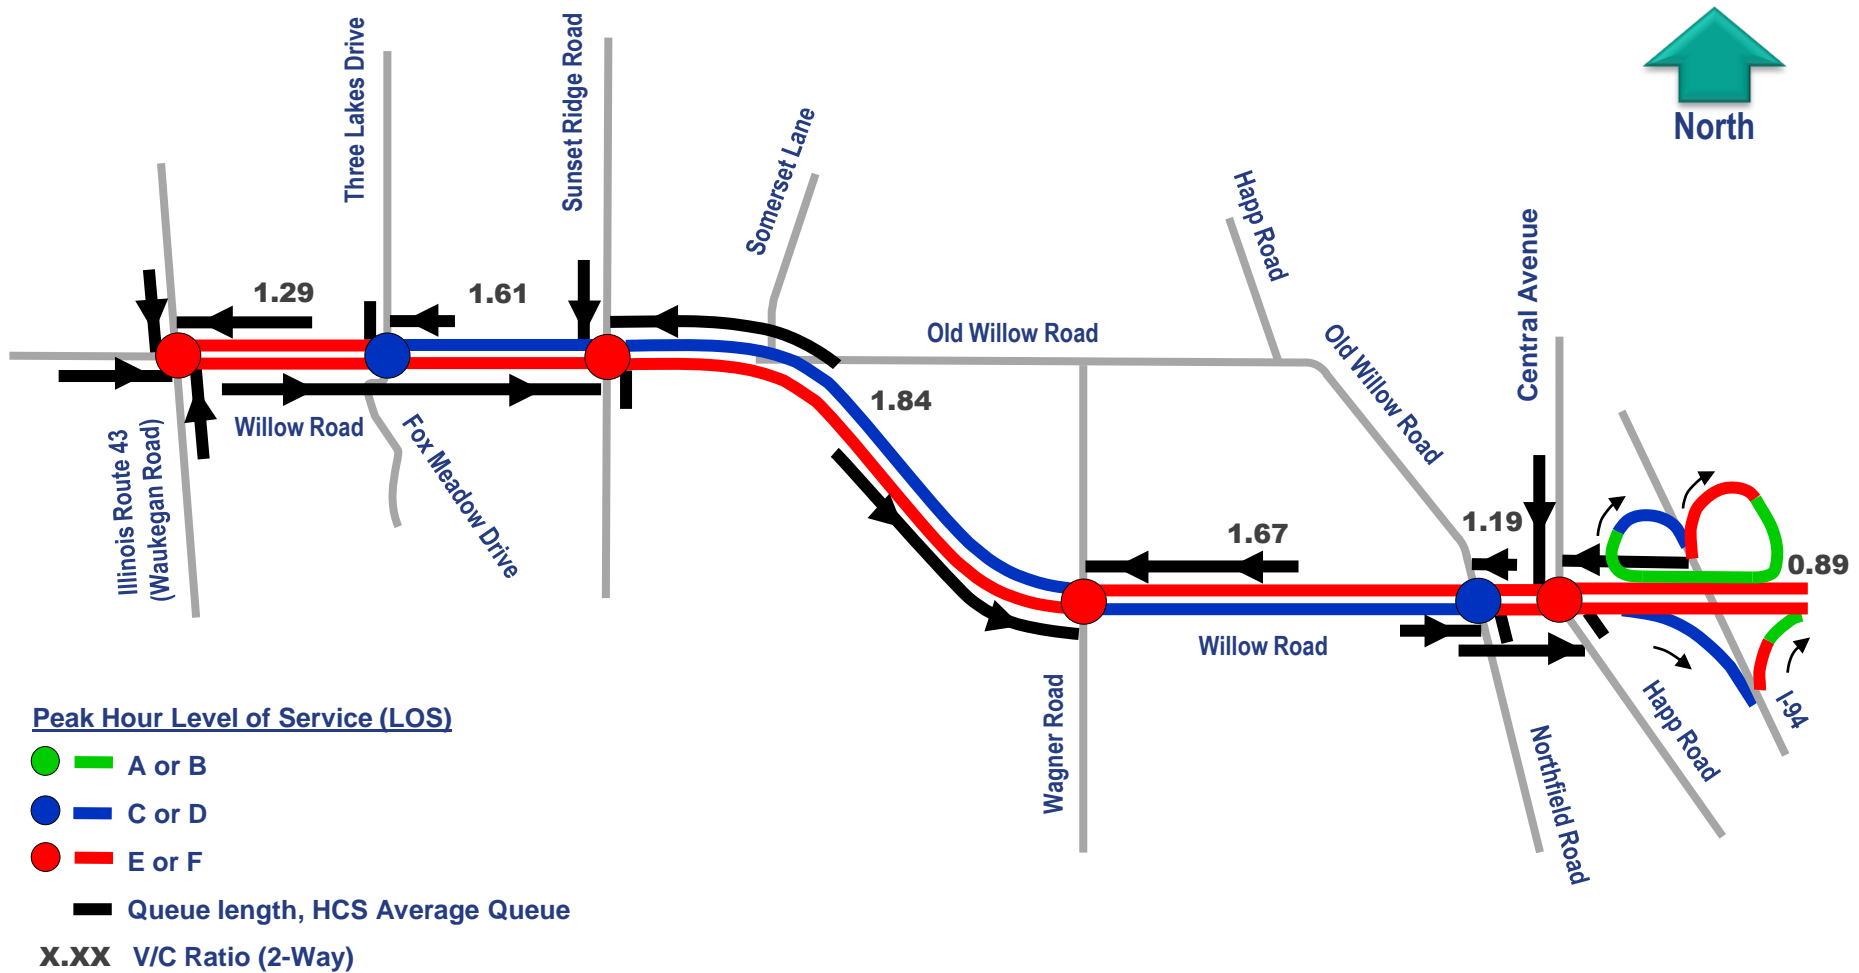 North
Three Lakes Drive
Sunset Ridge Road
Somerset Lane
Happ Road
Central Avenue
1.29
1.61
Old Willow Road
Old Willow Road
1.84
Willow Road
Fox Meadow Drive
Illinois Route 43
(Waukegan Road)
1.67
1.19
0.89
Willow Road
Wagner Road
Northfield Road
Happ Road
I-94
Peak Hour Level of Service (LOS)
A or B
C or D
E or F
Queue length, HCS Average Queue
X.XX V/C Ratio (2-Way)